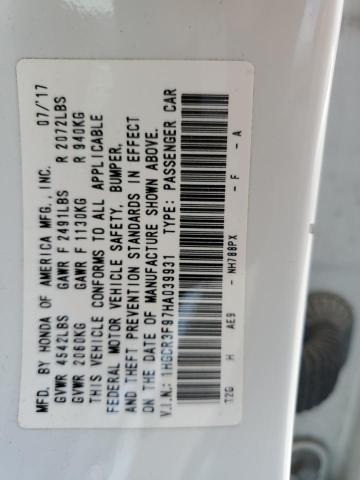 MFD. BY HONDA OF AMERICA MFG., INC. 07/'17
GVWR 4542LBS GAWR F 2491LBS R 2072LBS
GVWR 2060KG GAWR F 1130KG R 940KG
THIS VEHICLE CONFORMS TO ALL APPLICABLE
FEDERAL MOTOR VEHICLE SAFETY, BUMPER,
AND THEFT PREVENTION STANDARDS IN EFFECT
ON THE DATE OF MANUFACTURE SHOWN ABOVE.
V.I.N.: 1HGCR3F97HA039931 TYPE: PASSENGER CAR
T2G H AE9 - NH788PX - F - A